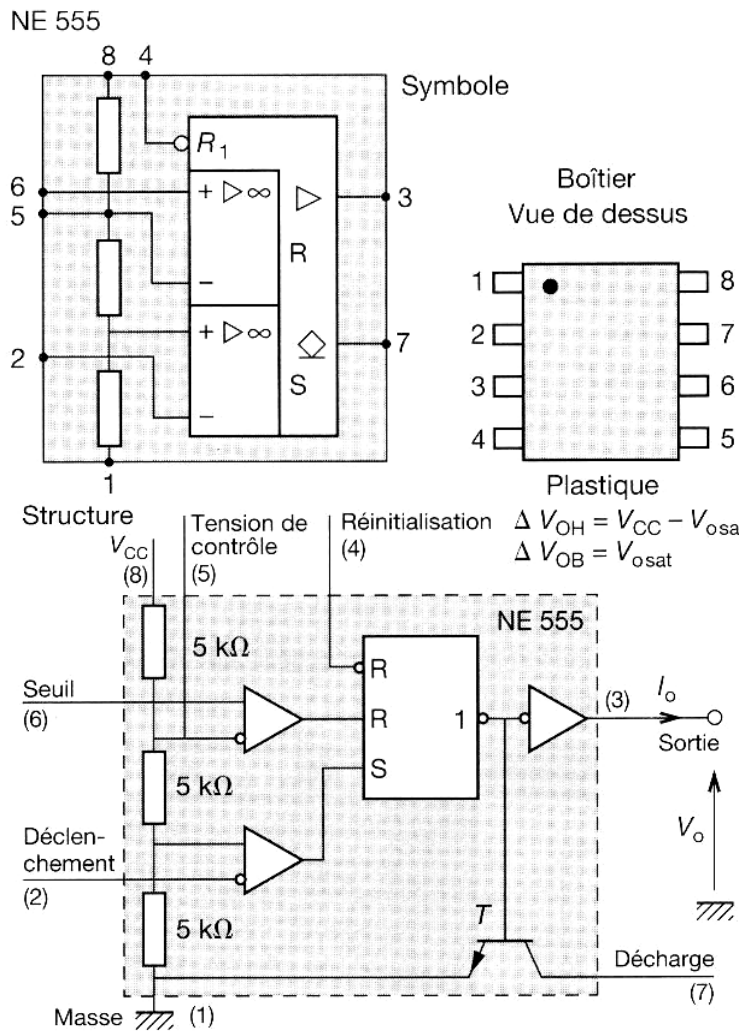 NE 555
8 4
Symbole
R1
6
+ ▷ ∞
▷
3
5
R
−
+ ▷ ∞
7
2
S
−
1
Boîtier
Vue de dessus
1 8
2 7
3 6
4 5
Plastique
Δ VOH = VCC − Vosa
Δ VOB = Vosat
Structure
VCC
(8)
Tension de
contrôle
(5)
Réinitialisation
(4)
NE 555
5 kΩ
R
Seuil
(6)
R
1
(3)
Io
Sortie
S
5 kΩ
Déclen-
chement
(2)
Vo
5 kΩ
T
Décharge
(7)
Masse
(1)